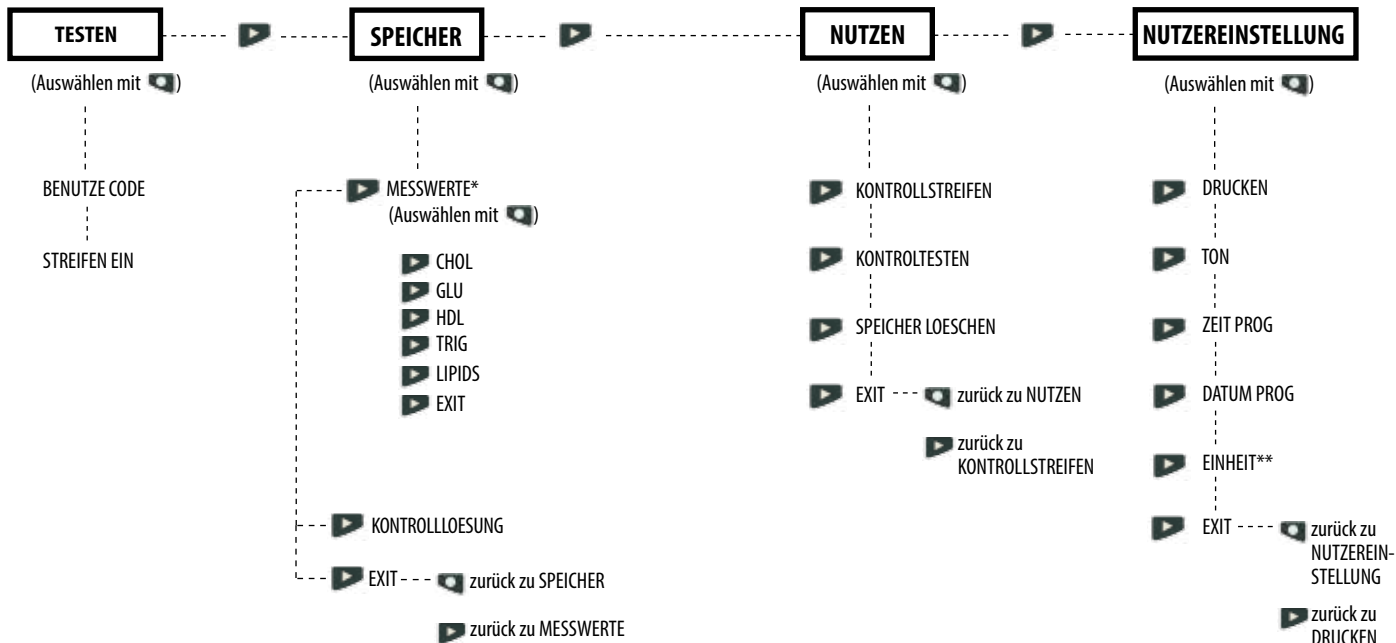 TESTEN
SPEICHER
NUTZEN
NUTZEREINSTELLUNG
(Auswählen mit )
(Auswählen mit )
(Auswählen mit )
(Auswählen mit )
BENUTZE CODE
STREIFEN EIN
MESSWERTE*
(Auswählen mit )
CHOL
GLU
HDL
TRIG
LIPIDS
EXIT
KONTROLLLOESUNG
EXIT
zurück zu SPEICHER
zurück zu MESSWERTE
KONTROLLSTREIFEN
KONTROLTESTEN
SPEICHER LOESCHEN
EXIT
zurück zu NUTZEN
zurück zu
KONTROLLSTREIFEN
DRUCKEN
TON
ZEIT PROG
DATUM PROG
EINHEIT**
EXIT
zurück zu
NUTZEREIN-
STELLUNG
zurück zu
DRUCKEN